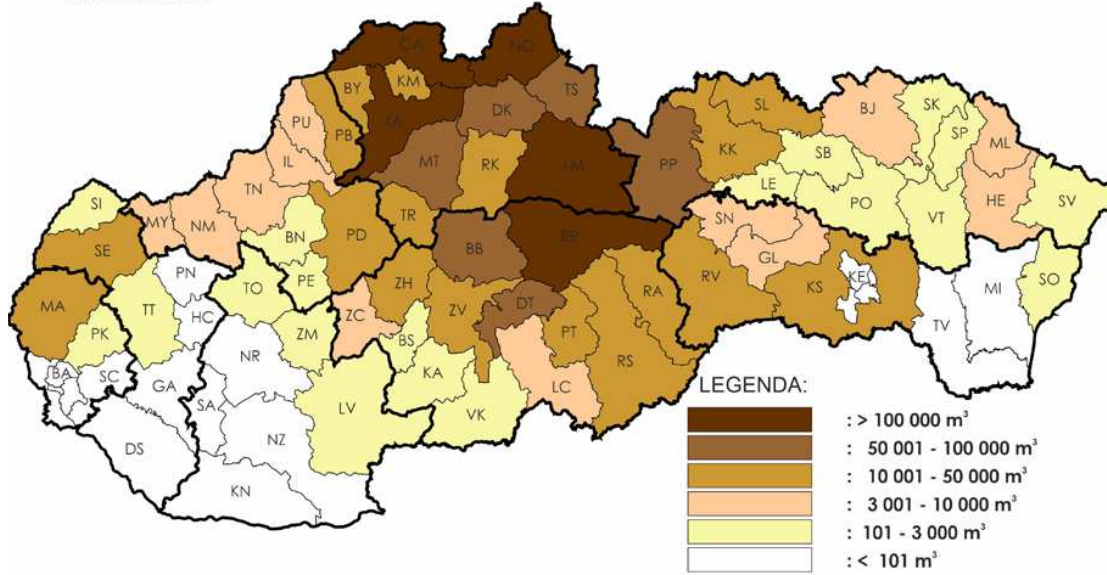 CA
NO
BY
KM
TS
PU
PB
ZA
DK
SL
BJ
SK
SP
IL
MT
RK
LM
PP
KK
SB
ML
TN
LE
PO
HE
SI
MY
NM
BN
PD
TR
SN
VT
SV
SE
PN
BB
BR
GL
PE
ZH
RV
KS
KE
MI
SO
MA
TT
TO
ZC
ZV
DT
RA
TV
PK
HC
ZM
BS
PT
BA
SC
NR
KA
RS
GA
LC
SA
LV
VK
DS
NZ
KN
LEGENDA:
: > 100 000 m³
: 50 001 - 100 000 m³
: 10 001 - 50 000 m³
: 3 001 - 10 000 m³
: 101 - 3 000 m³
: < 101 m³